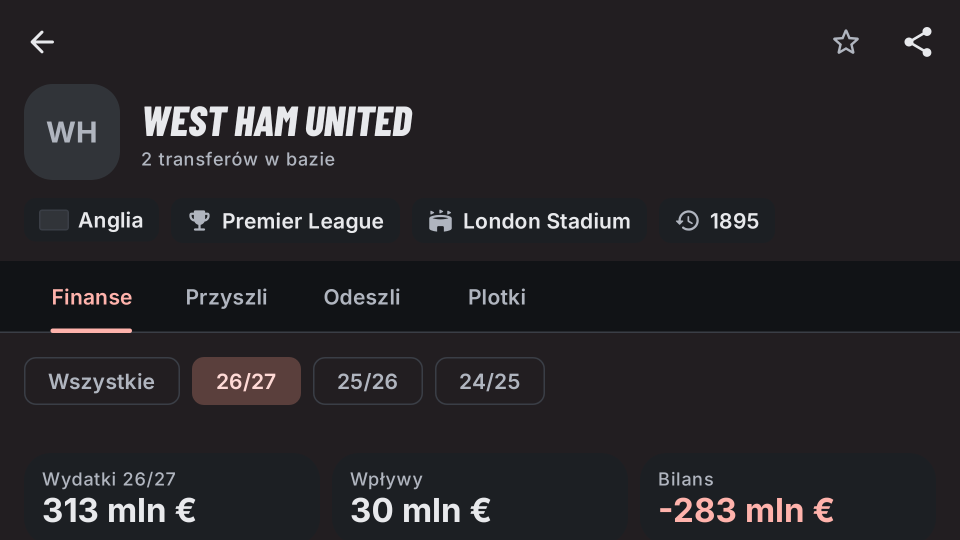 WH
WEST HAM UNITED
2 transferów w bazie
Anglia Premier League London Stadium 1895
Finanse Przyszli Odeszli Plotki
Wszystkie 26/27 25/26 24/25
Wydatki 26/27 Wpływy Bilans
313 mln € 30 mln € -283 mln €